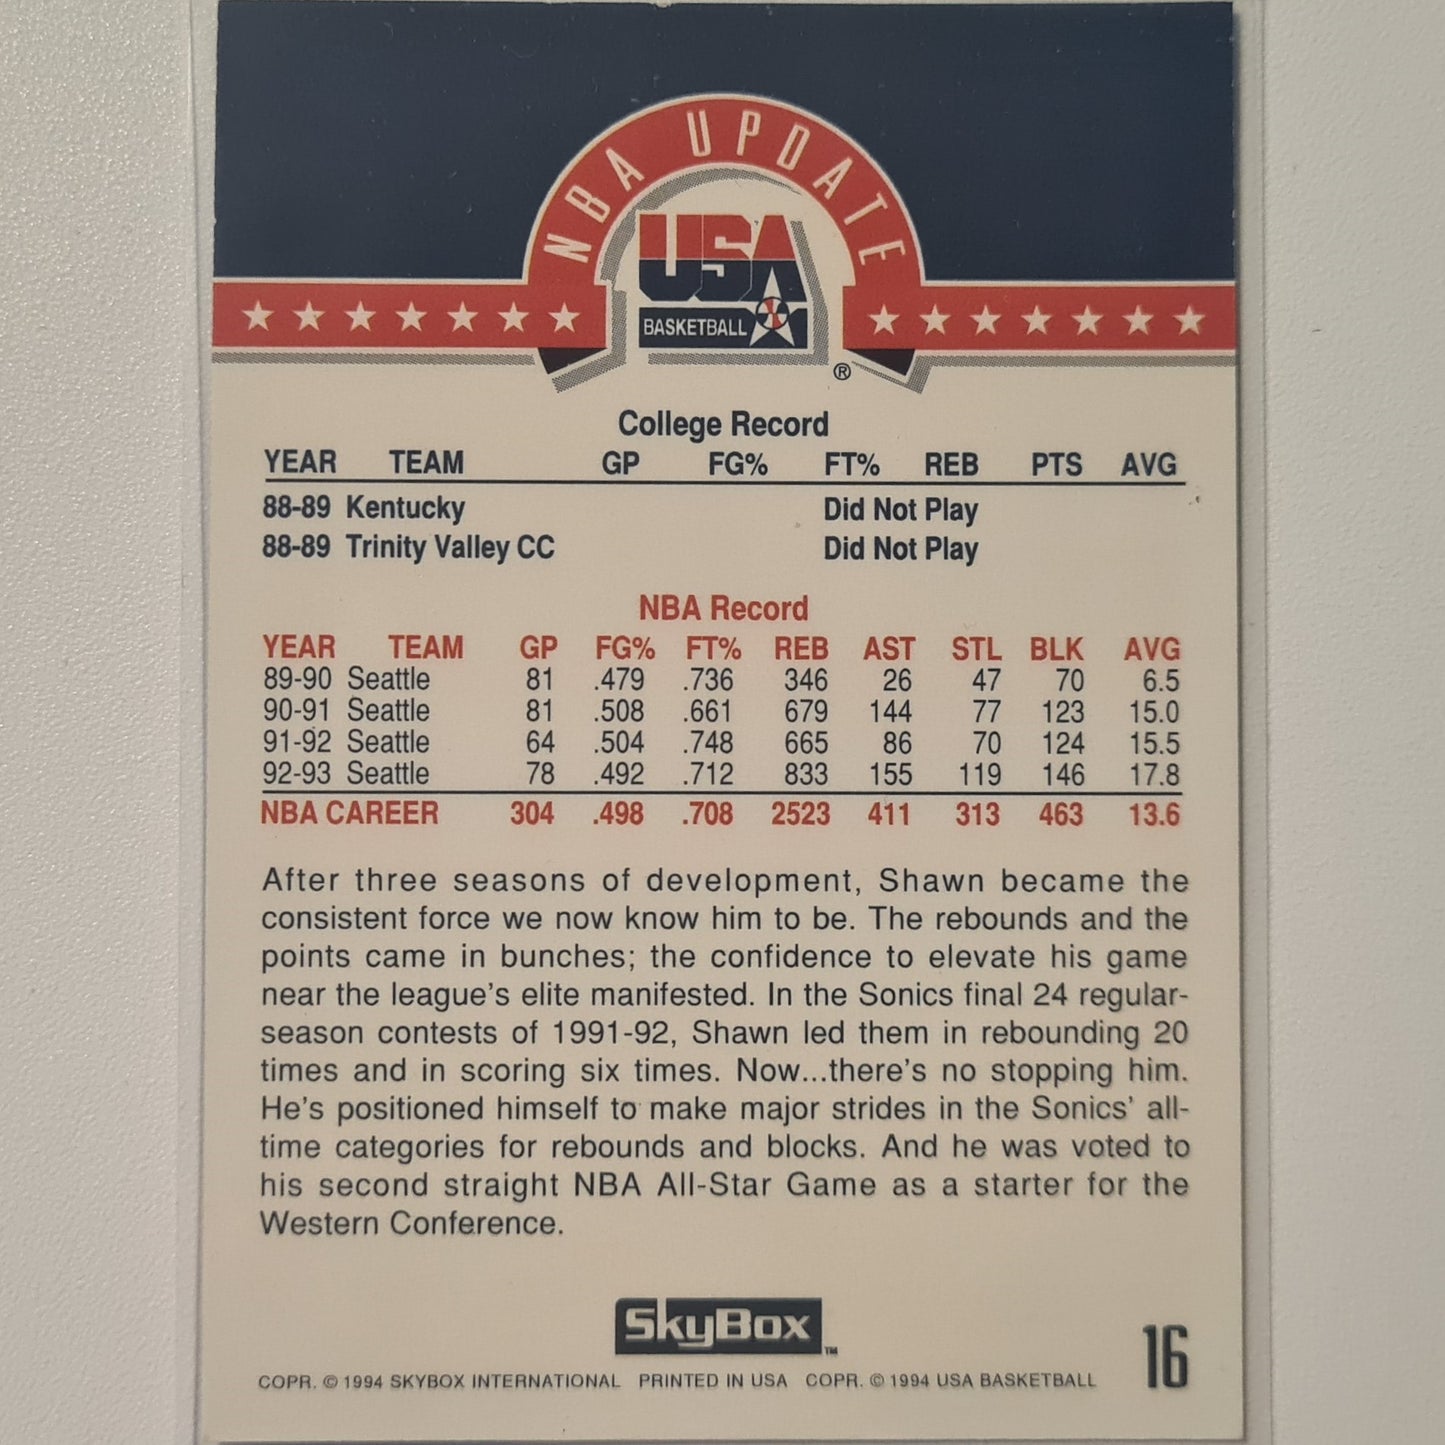 NBA UPDATE
USA
BASKETBALL
®
College Record
YEAR TEAM GP FG% FT% REB PTS AVG
88-89 Kentucky Did Not Play
88-89 Trinity Valley CC Did Not Play
NBA Record
YEAR TEAM GP FG% FT% REB AST STL BLK AVG
89-90 Seattle 81 .479 .736 346 26 47 70 6.5
90-91 Seattle 81 .508 .661 679 144 77 123 15.0
91-92 Seattle 64 .504 .748 665 86 70 124 15.5
92-93 Seattle 78 .492 .712 833 155 119 146 17.8
NBA CAREER 304 .498 .708 2523 411 313 463 13.6
After three seasons of development, Shawn became the
consistent force we now know him to be. The rebounds and the
points came in bunches; the confidence to elevate his game
near the league's elite manifested. In the Sonics final 24 regular-
season contests of 1991-92, Shawn led them in rebounding 20
times and in scoring six times. Now...there's no stopping him.
He's positioned himself to make major strides in the Sonics' all-
time categories for rebounds and blocks. And he was voted to
his second straight NBA All-Star Game as a starter for the
Western Conference.
SkyBox™
16
COPR. © 1994 SKYBOX INTERNATIONAL PRINTED IN USA COPR. © 1994 USA BASKETBALL